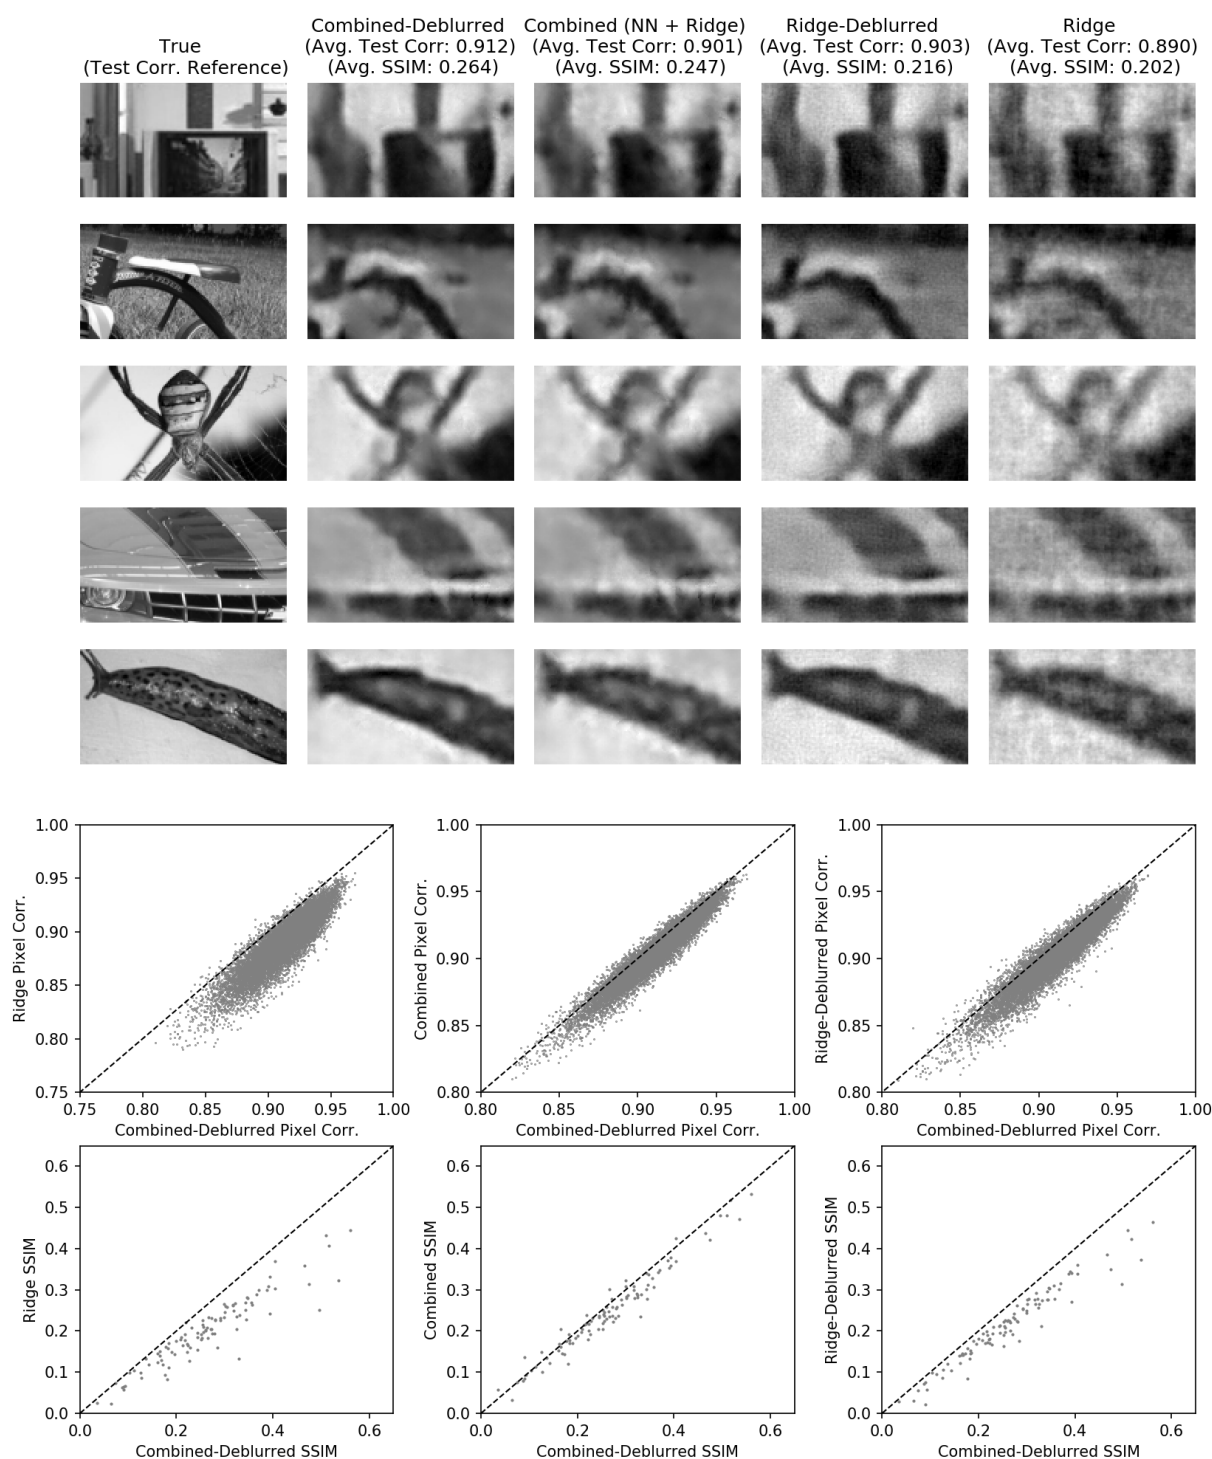 True
(Test Corr. Reference)
Combined-Deblurred
(Avg. Test Corr: 0.912)
(Avg. SSIM: 0.264)
Combined (NN + Ridge)
(Avg. Test Corr: 0.901)
(Avg. SSIM: 0.247)
Ridge-Deblurred
(Avg. Test Corr: 0.903)
(Avg. SSIM: 0.216)
Ridge
(Avg. Test Corr: 0.890)
(Avg. SSIM: 0.202)
Ridge Pixel Corr.
1.00
0.95
0.90
0.85
0.80
0.75
0.75 0.80 0.85 0.90 0.95 1.00
Combined-Deblurred Pixel Corr.
Combined Pixel Corr.
1.00
0.95
0.90
0.85
0.80
0.80 0.85 0.90 0.95 1.00
Combined-Deblurred Pixel Corr.
Ridge-Deblurred Pixel Corr.
1.00
0.95
0.90
0.85
0.80
0.80 0.85 0.90 0.95 1.00
Combined-Deblurred Pixel Corr.
Ridge SSIM
0.6
0.5
0.4
0.3
0.2
0.1
0.0
0.0 0.2 0.4 0.6
Combined-Deblurred SSIM
Combined SSIM
0.6
0.5
0.4
0.3
0.2
0.1
0.0
0.0 0.2 0.4 0.6
Combined-Deblurred SSIM
Ridge-Deblurred SSIM
0.6
0.5
0.4
0.3
0.2
0.1
0.0
0.0 0.2 0.4 0.6
Combined-Deblurred SSIM